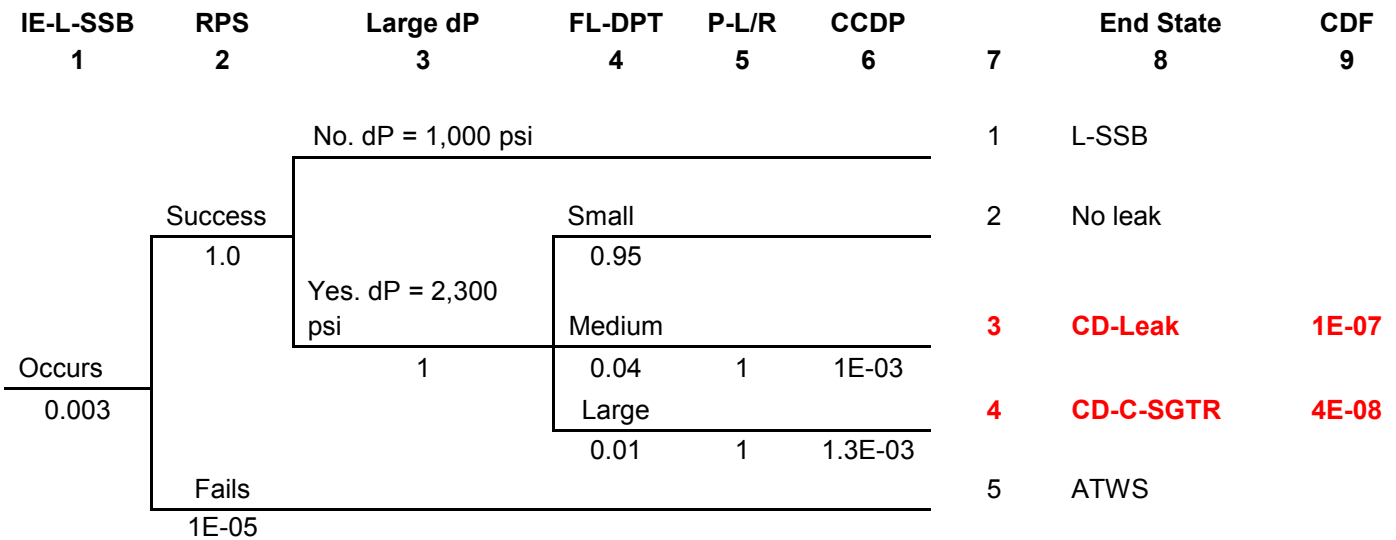 IE-L-SSB RPS Large dP FL-DPT P-L/R CCDP End State CDF
1 2 3 4 5 6 7 8 9
No. dP = 1,000 psi 1 L-SSB
Success Small 2 No leak
1.0 0.95
Yes. dP = 2,300
psi Medium 3 CD-Leak 1E-07
Occurs 1 0.04 1 1E-03
0.003 Large 4 CD-C-SGTR 4E-08
0.01 1 1.3E-03
Fails 5 ATWS
1E-05